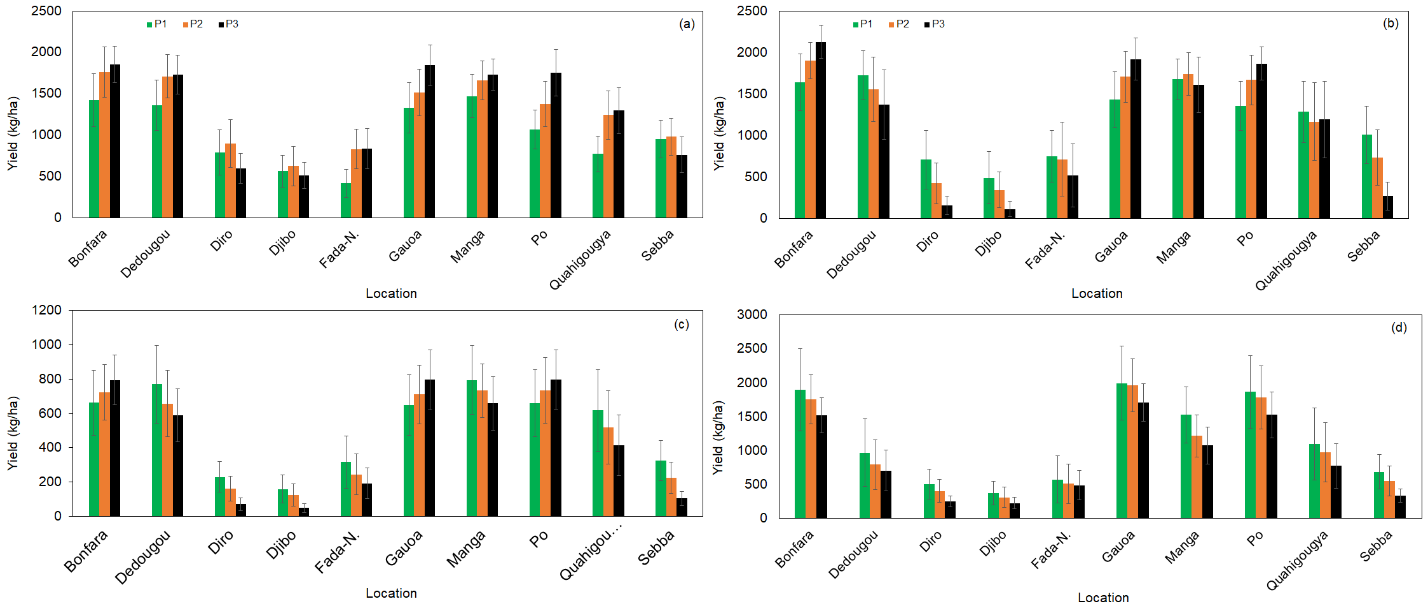 (a)
P1 P2 P3
Yield (kg/ha)
2500
2000
1500
1000
500
0
Bonfara Dedougou Diro Djibo Fada-N. Gauoa Manga Po Quahigougya Sebba
Location
(b)
P1 P2 P3
Yield (kg/ha)
2500
2000
1500
1000
500
0
Bonfara Dedougou Diro Djibo Fada-N. Gauoa Manga Po Quahigougya Sebba
Location
(c)
Yield (kg/ha)
1200
1000
800
600
400
200
0
Bonfara Dedougou Diro Djibo Fada-N. Gauoa Manga Po Quahigou... Sebba
Location
(d)
Yield (kg/ha)
3000
2500
2000
1500
1000
500
0
Bonfara Dedougou Diro Djibo Fada-N. Gauoa Manga Po Quahigougya Sebba
Location